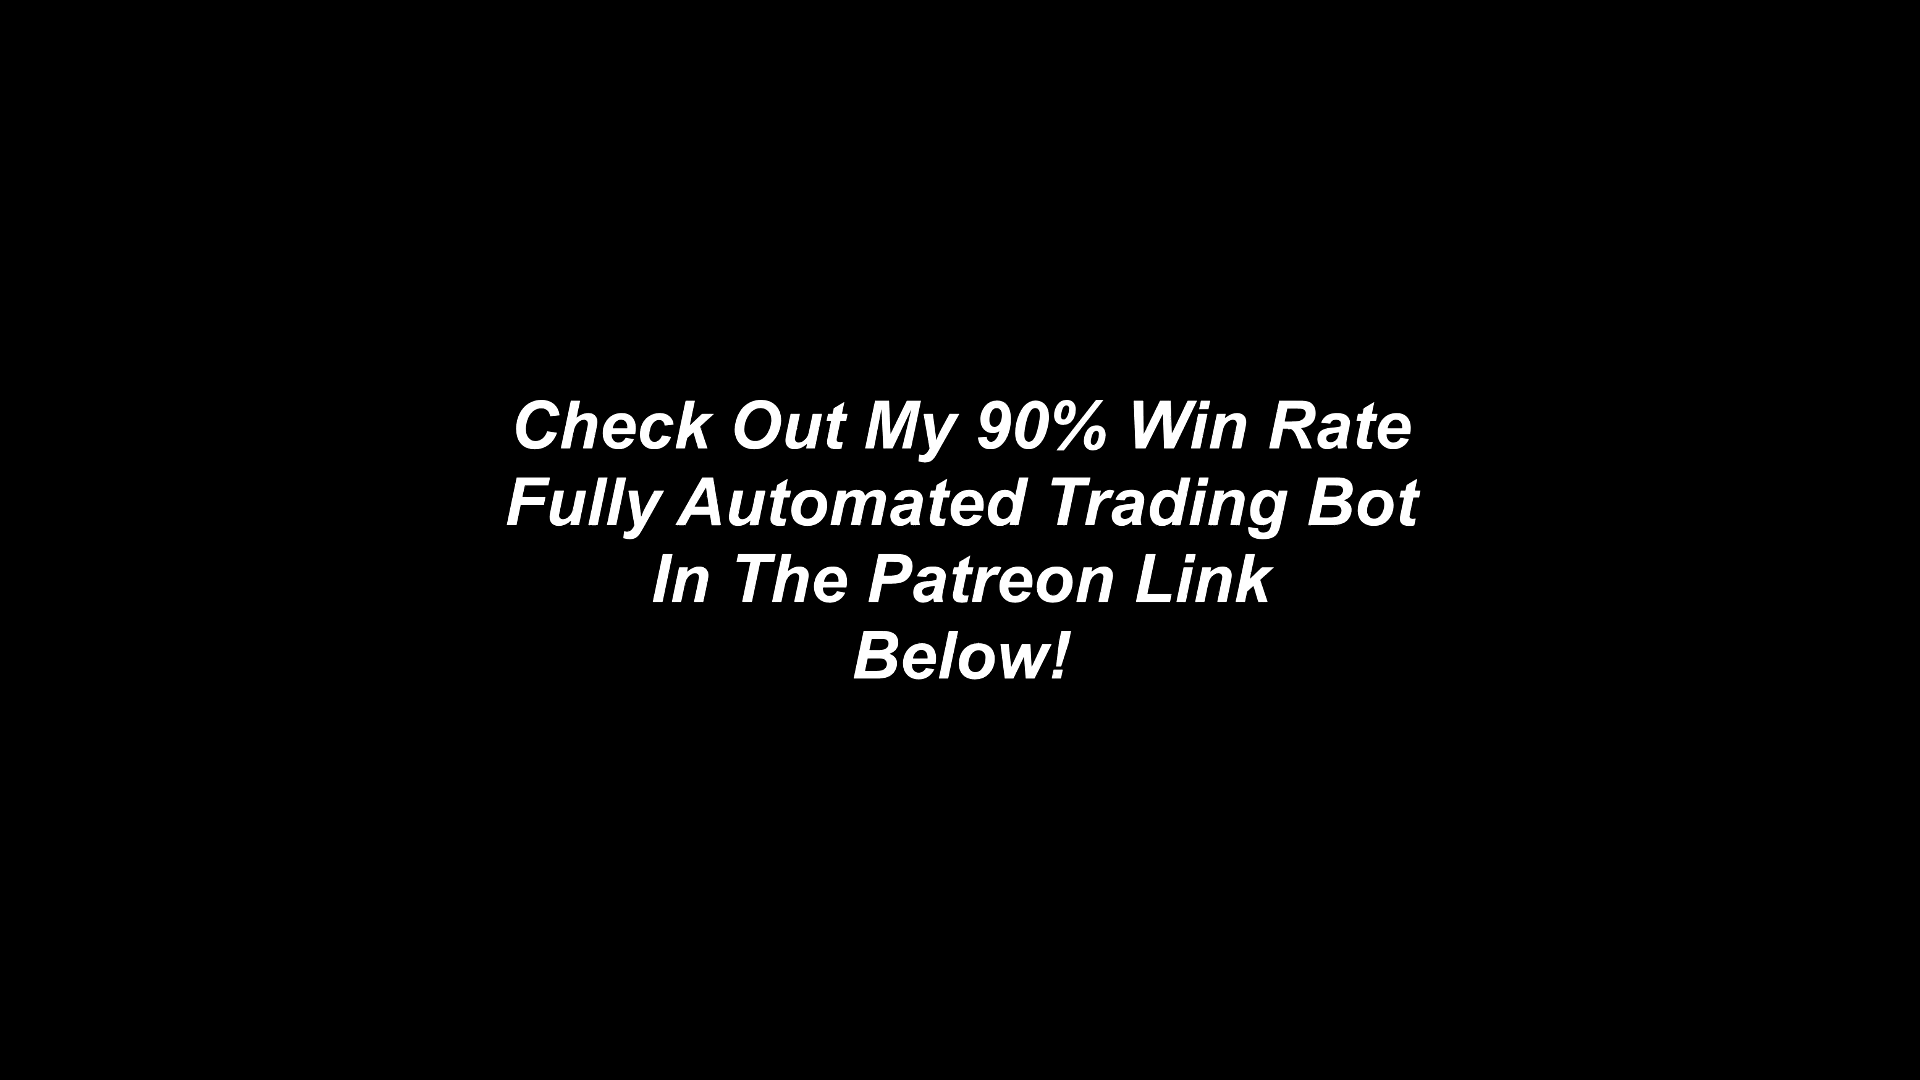 Check Out My 90% Win Rate
Fully Automated Trading Bot
In The Patreon Link
Below!